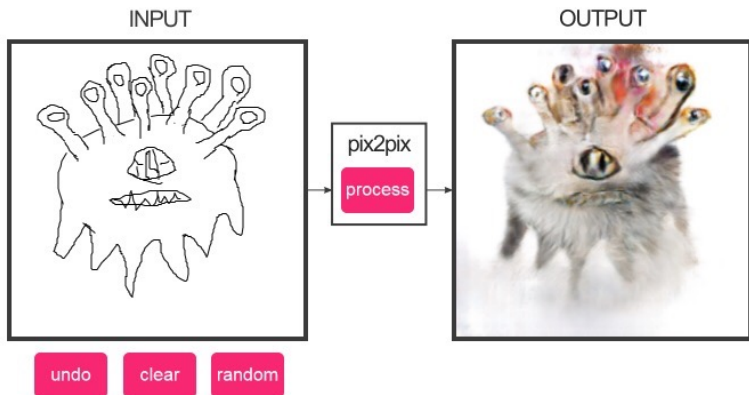 INPUT
OUTPUT
pix2pix
process
undo
clear
random